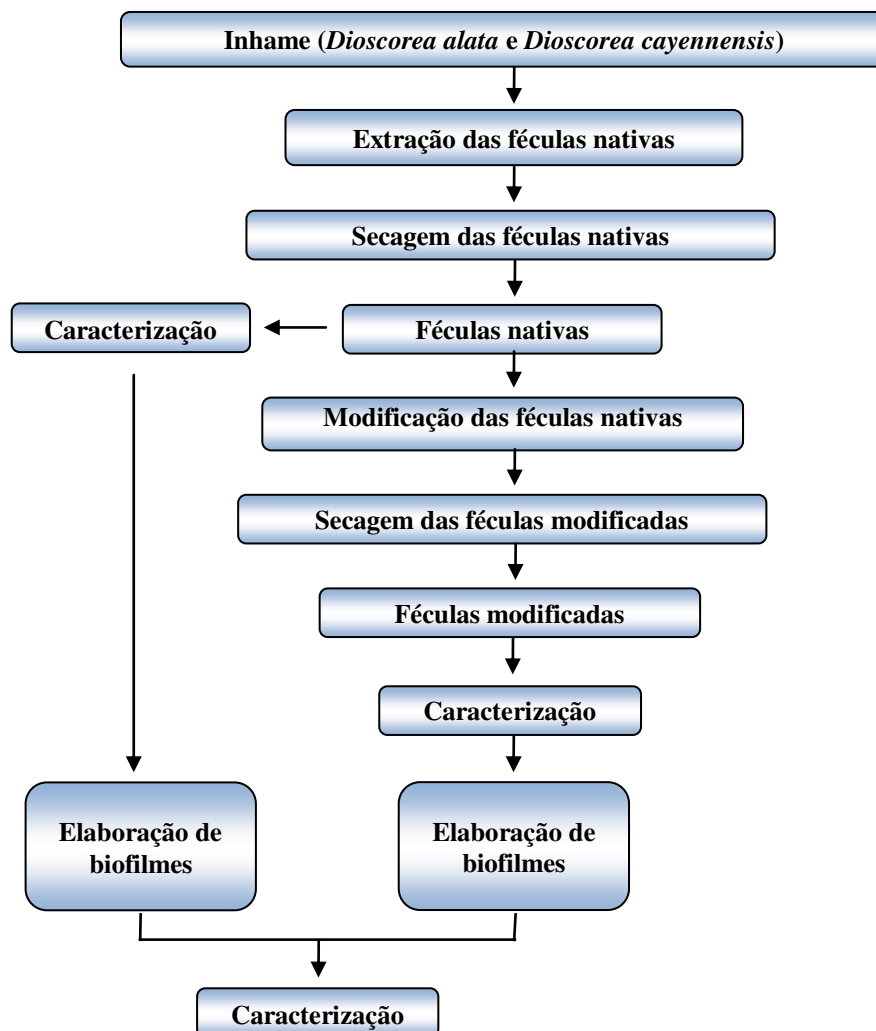 Inhame (Dioscorea alata e Dioscorea cayennensis)
Extração das féculas nativas
Secagem das féculas nativas
Caracterização
Féculas nativas
Modificação das féculas nativas
Secagem das féculas modificadas
Féculas modificadas
Caracterização
Elaboração de
biofilmes
Elaboração de
biofilmes
Caracterização